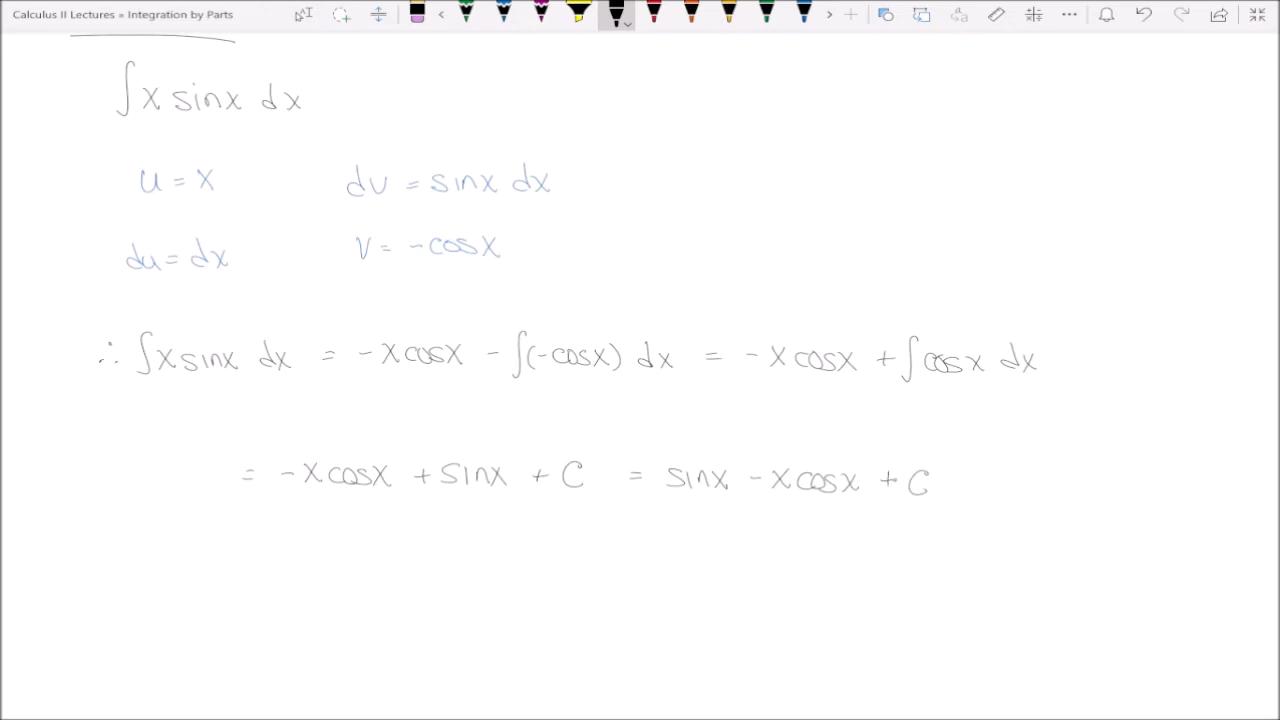 Calculus II Lectures » Integration by Parts
∫x sinx dx
u = x dv = sinx dx
du = dx v = -cosx
∴ ∫x sinx dx = -x cosx - ∫(-cosx) dx = -x cosx + ∫cosx dx
= -x cosx + sinx + C = sinx - x cosx + C